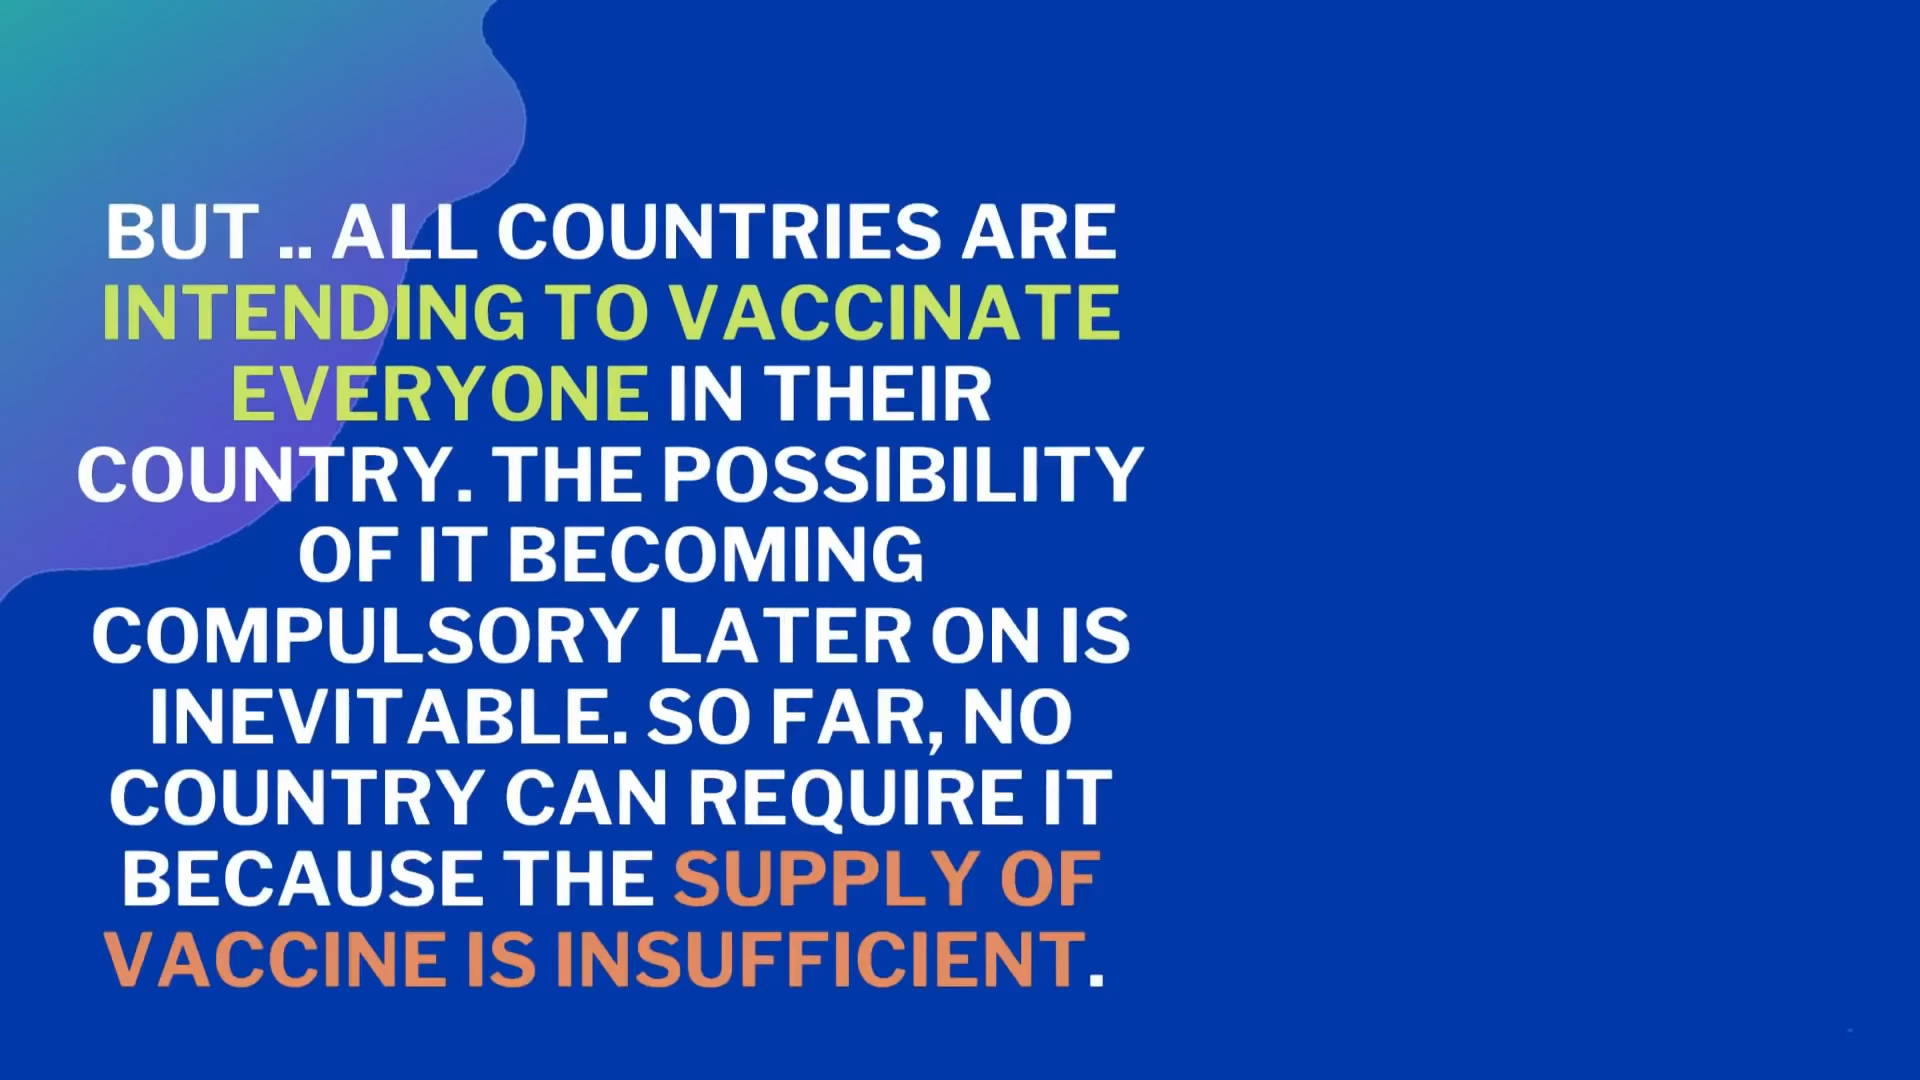 BUT .. ALL COUNTRIES ARE
INTENDING TO VACCINATE
EVERYONE IN THEIR
COUNTRY. THE POSSIBILITY
OF IT BECOMING
COMPULSORY LATER ON IS
INEVITABLE. SO FAR, NO
COUNTRY CAN REQUIRE IT
BECAUSE THE SUPPLY OF
VACCINE IS INSUFFICIENT.